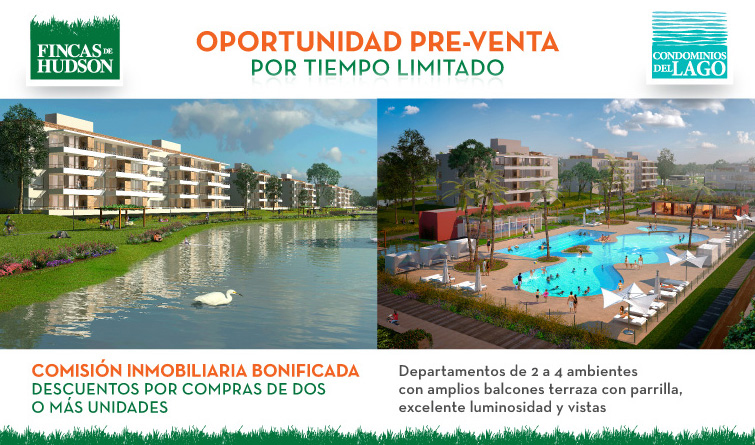 FINCAS DE
HUDSON
OPORTUNIDAD PRE-VENTA
POR TIEMPO LIMITADO
CONDOMINIOS
DEL LAGO
COMISIÓN INMOBILIARIA BONIFICADA
DESCUENTOS POR COMPRAS DE DOS
O MÁS UNIDADES
Departamentos de 2 a 4 ambientes
con amplios balcones terraza con parrilla,
excelente luminosidad y vistas